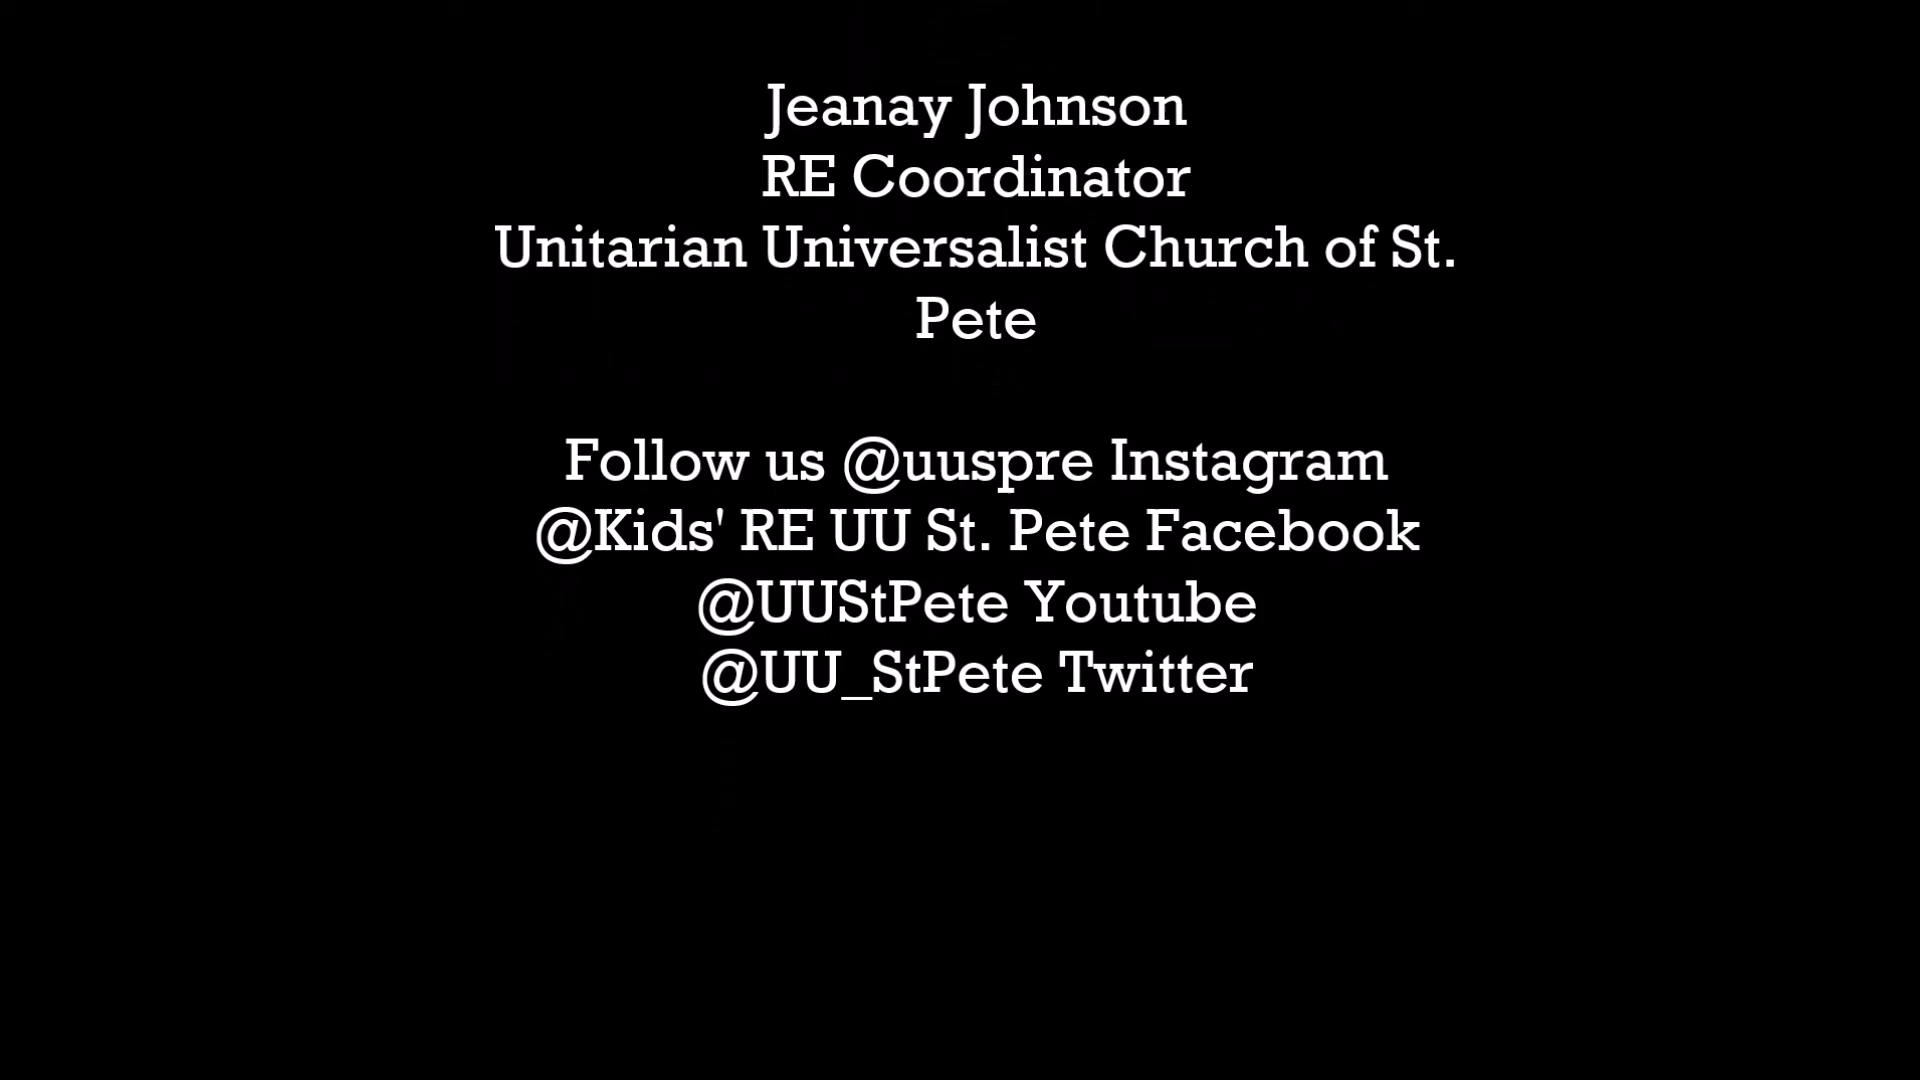 Jeanay Johnson
RE Coordinator
Unitarian Universalist Church of St.
Pete
Follow us @uuspre Instagram
@Kids' RE UU St. Pete Facebook
@UUStPete Youtube
@UU_StPete Twitter